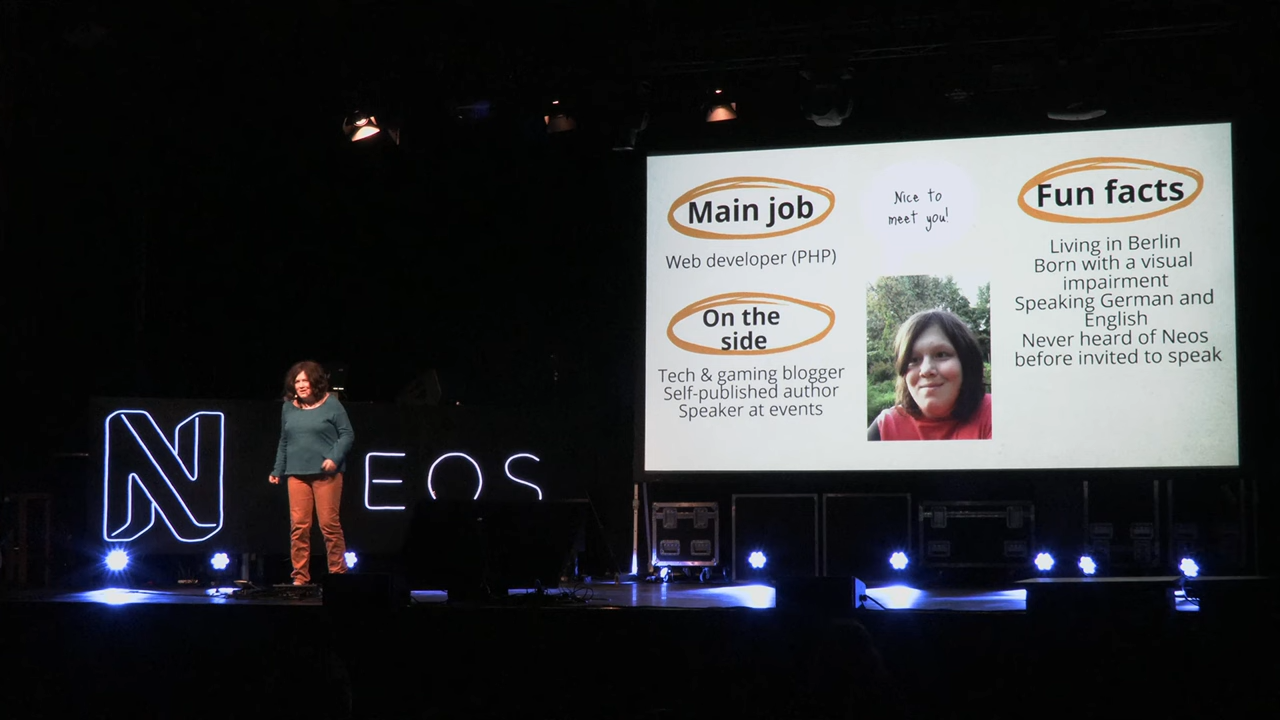 Main job
Web developer (PHP)
On the
side
Tech & gaming blogger
Self-published author
Speaker at events
Nice to
meet you!
Fun facts
Living in Berlin
Born with a visual
impairment
Speaking German and
English
Never heard of Neos
before invited to speak
N
EOS